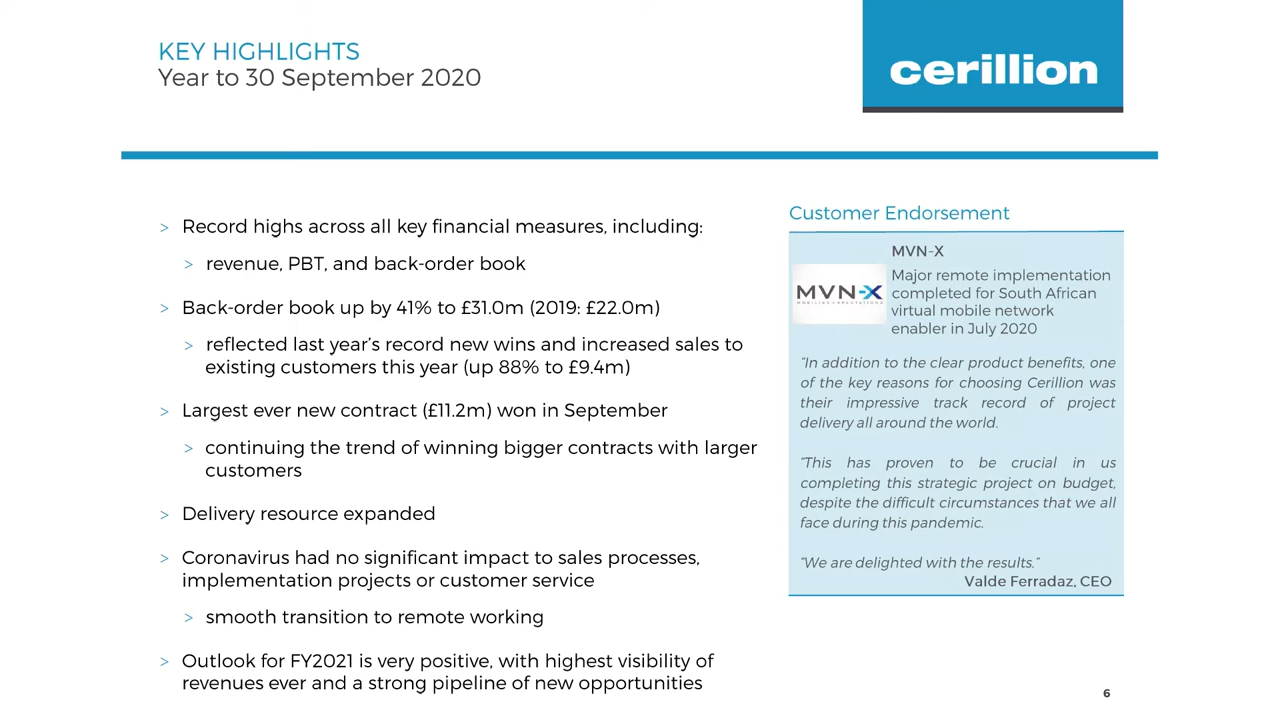 KEY HIGHLIGHTS
Year to 30 September 2020
cerillion
> Record highs across all key financial measures, including:
> revenue, PBT, and back-order book
> Back-order book up by 41% to £31.0m (2019: £22.0m)
> reflected last year's record new wins and increased sales to
existing customers this year (up 88% to £9.4m)
> Largest ever new contract (£11.2m) won in September
> continuing the trend of winning bigger contracts with larger
customers
> Delivery resource expanded
> Coronavirus had no significant impact to sales processes,
implementation projects or customer service
> smooth transition to remote working
> Outlook for FY2021 is very positive, with highest visibility of
revenues ever and a strong pipeline of new opportunities
Customer Endorsement
MVN-X
MOBILISING EXPECTATIONS
MVN-X
Major remote implementation
completed for South African
virtual mobile network
enabler in July 2020
“In addition to the clear product benefits, one
of the key reasons for choosing Cerillion was
their impressive track record of project
delivery all around the world.
“This has proven to be crucial in us
completing this strategic project on budget,
despite the difficult circumstances that we all
face during this pandemic.
“We are delighted with the results.”
Valde Ferradaz, CEO
6